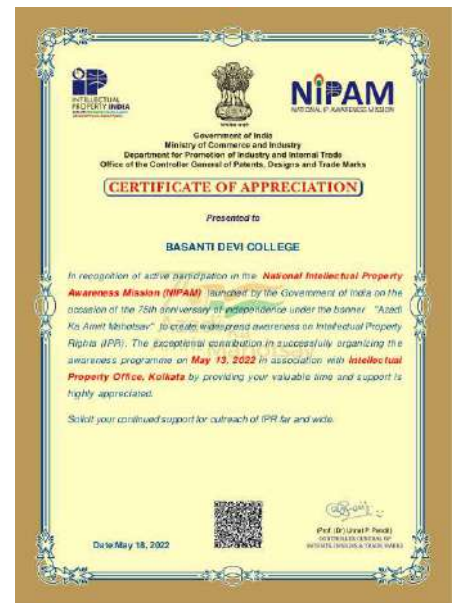 INTELLECTUAL
PROPERTY INDIA
NIPAM
NATIONAL IP AWARENESS MISSION
Government of India
Ministry of Commerce and Industry
Department for Promotion of Industry and Internal Trade
Office of the Controller General of Patents, Designs and Trade Marks
CERTIFICATE OF APPRECIATION
Presented to
BASANTI DEVI COLLEGE
In recognition of active participation in the National Intellectual Property
Awareness Mission (NIPAM) launched by the Government of India on the
occasion of the 75th anniversary of independence under the banner "Azadi
Ka Amrit Mahotsav" to create widespread awareness on Intellectual Property
Rights (IPR). The exceptional contribution in successfully organizing the
awareness programme on May 13, 2022 in association with Intellectual
Property Office, Kolkata by providing your valuable time and support is
highly appreciated.
Solicit your continued support for outreach of IPR far and wide.
Date:May 18, 2022
(Prof. (Dr) Unnat P. Pandit)
CONTROLLER GENERAL OF
PATENTS, DESIGNS & TRADE MARKS